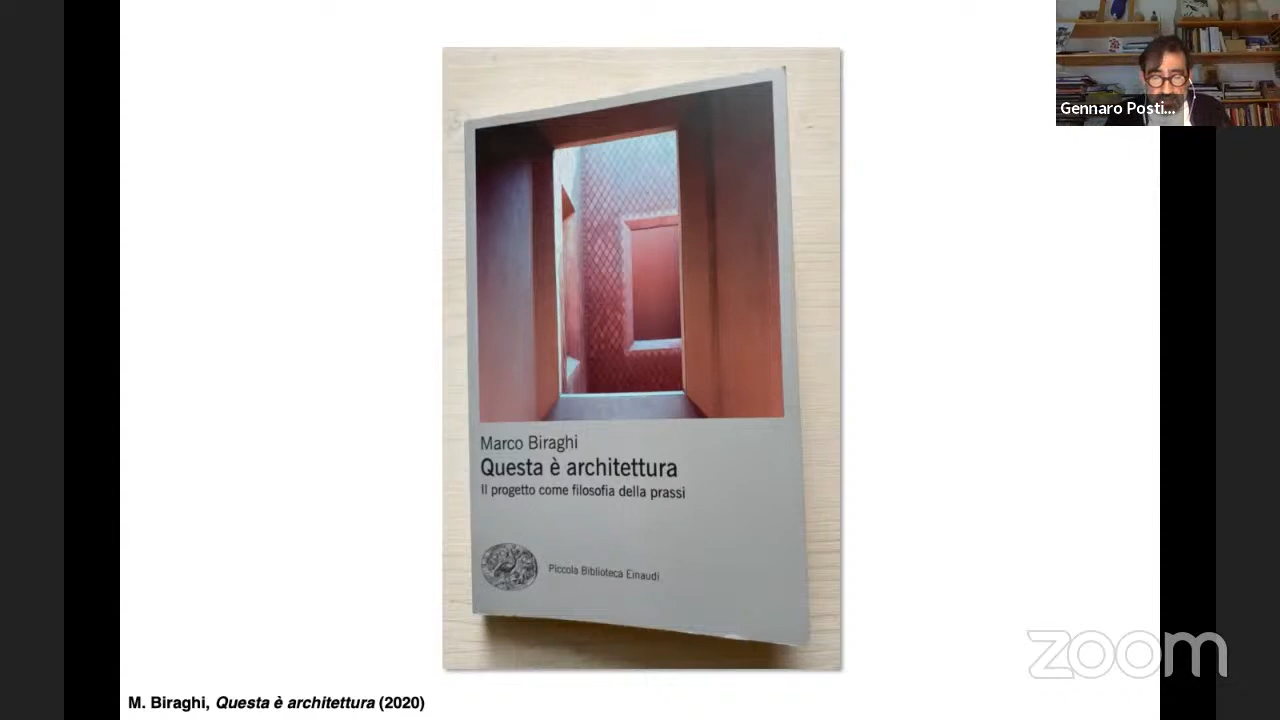 Gennaro Posti...
Marco Biraghi
Questa è architettura
Il progetto come filosofia della prassi
Piccola Biblioteca Einaudi
zoom
M. Biraghi, Questa è architettura (2020)